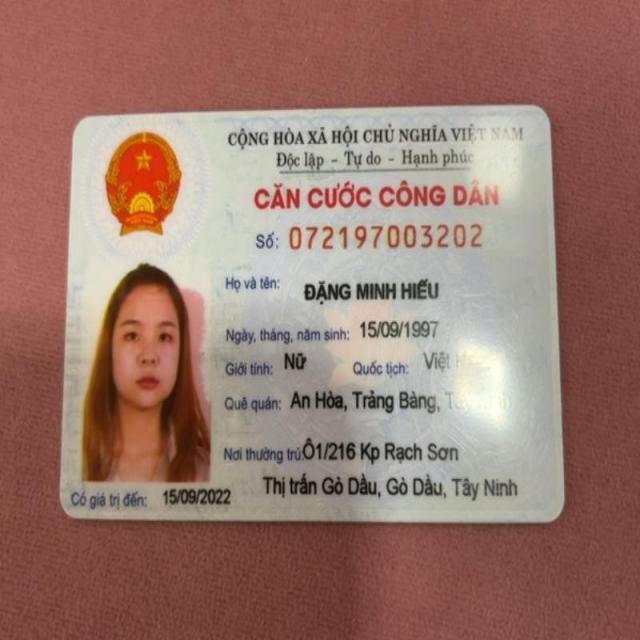 CỘNG HÒA XÃ HỘI CHỦ NGHĨA VIỆT NAM
Độc lập - Tự do - Hạnh phúc
CĂN CƯỚC CÔNG DÂN
Số: 072197003202
Họ và tên: ĐẶNG MINH HIẾU
Ngày, tháng, năm sinh: 15/09/1997
Giới tính: Nữ Quốc tịch: Việt
Quê quán: An Hòa, Trảng Bàng,
Nơi thường trú: Ô1/216 Kp Rạch Sơn
Thị trấn Gò Dầu, Gò Dầu, Tây Ninh
Có giá trị đến: 15/09/2022